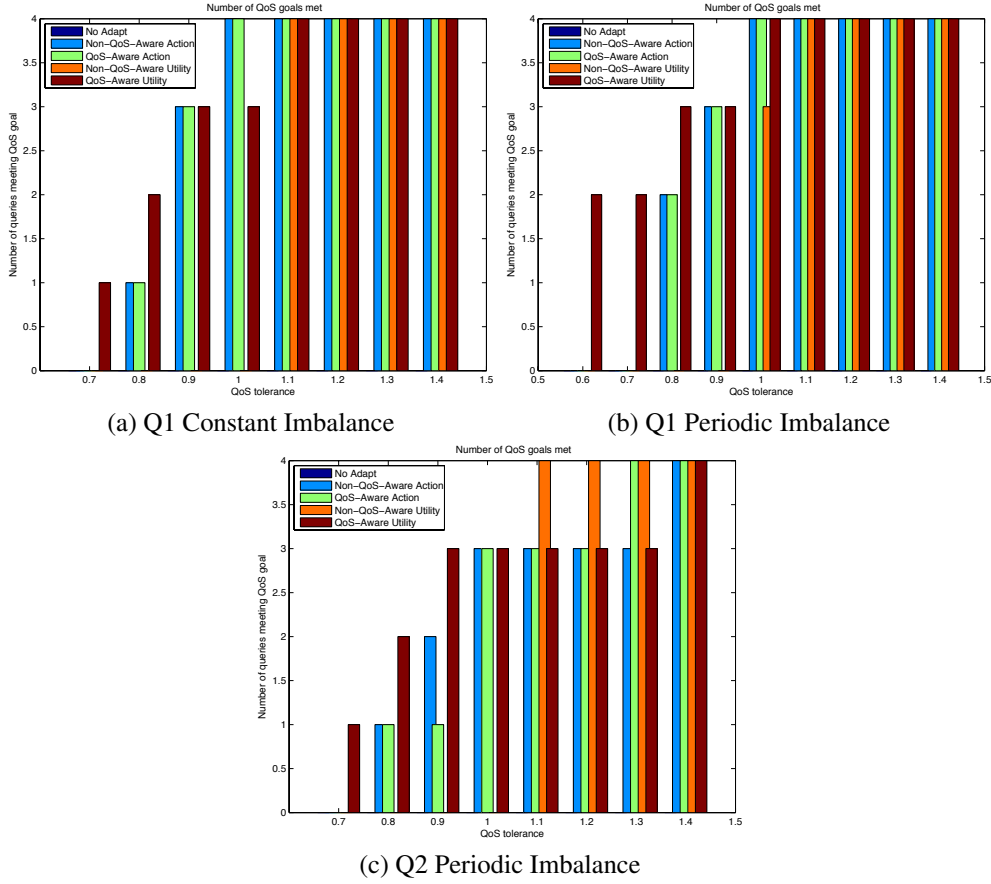 Number of QoS goals met
4
3.5
3
2.5
2
1.5
1
0.5
0
Number of queries meeting QoS goal
No Adapt
Non−QoS−Aware Action
QoS−Aware Action
Non−QoS−Aware Utility
QoS−Aware Utility
0.7 0.8 0.9 1 1.1 1.2 1.3 1.4 1.5
QoS tolerance
(a) Q1 Constant Imbalance
Number of QoS goals met
4
3.5
3
2.5
2
1.5
1
0.5
0
Number of queries meeting QoS goal
No Adapt
Non−QoS−Aware Action
QoS−Aware Action
Non−QoS−Aware Utility
QoS−Aware Utility
0.5 0.6 0.7 0.8 0.9 1 1.1 1.2 1.3 1.4 1.5
QoS tolerance
(b) Q1 Periodic Imbalance
Number of QoS goals met
4
3.5
3
2.5
2
1.5
1
0.5
0
Number of queries meeting QoS goal
No Adapt
Non−QoS−Aware Action
QoS−Aware Action
Non−QoS−Aware Utility
QoS−Aware Utility
0.7 0.8 0.9 1 1.1 1.2 1.3 1.4 1.5
QoS tolerance
(c) Q2 Periodic Imbalance